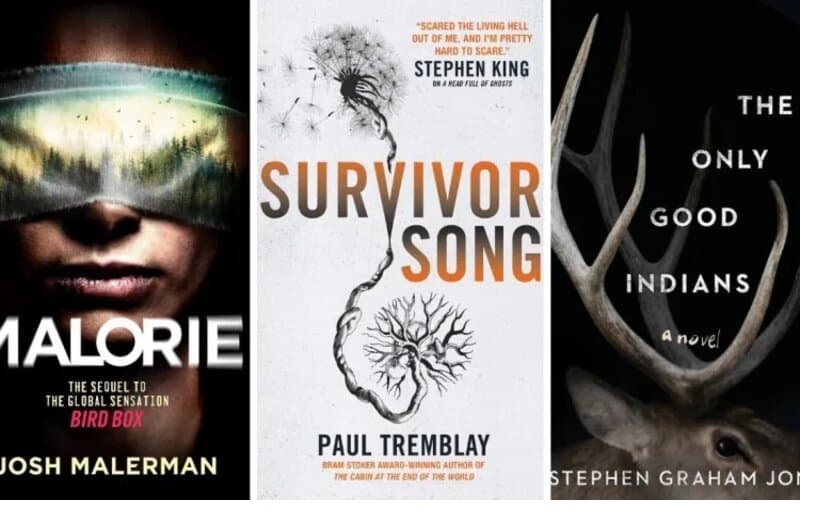 MALORIE
THE SEQUEL TO
THE GLOBAL SENSATION
BIRD BOX
JOSH MALERMAN
"SCARED THE LIVING HELL
OUT OF ME, AND I'M PRETTY
HARD TO SCARE."
STEPHEN KING
ON A HEAD FULL OF GHOSTS
SURVIVOR
SONG
PAUL TREMBLAY
BRAM STOKER AWARD-WINNING AUTHOR OF
THE CABIN AT THE END OF THE WORLD
THE
ONLY
GOOD
INDIANS
a novel
STEPHEN GRAHAM JON